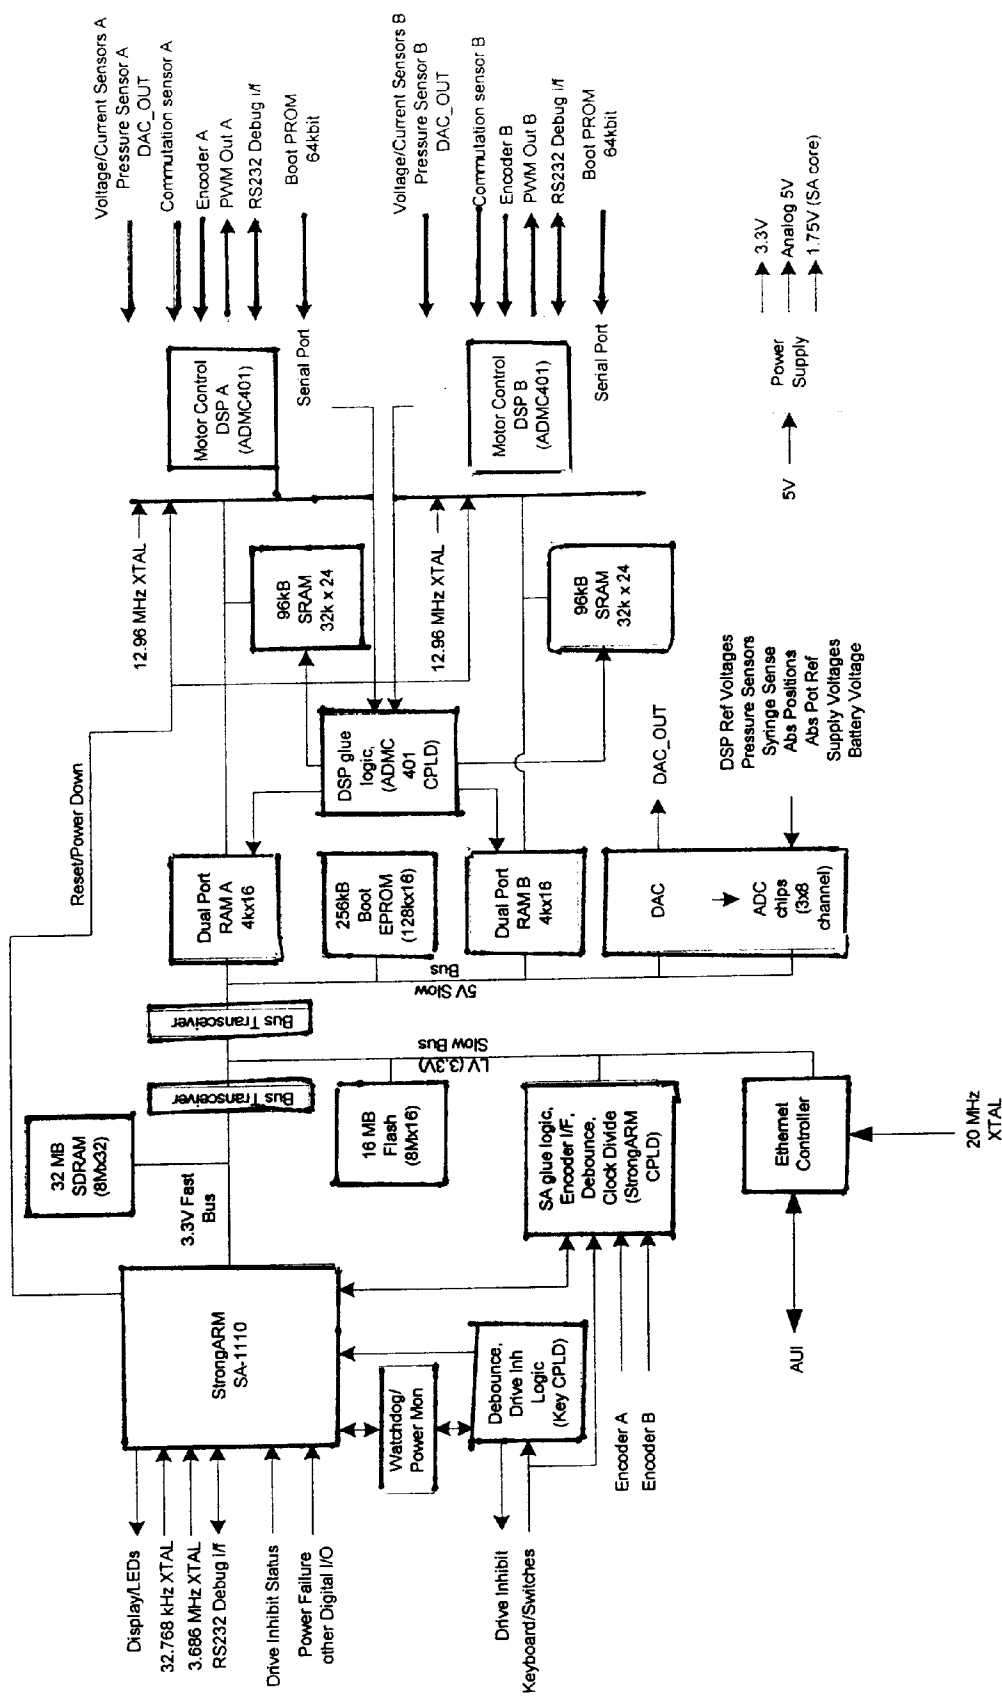 Display/LEDs
32.768 kHz XTAL
3.686 MHz XTAL
RS232 Debug i/f
Drive Inhibit Status
Power Failure
other Digital I/O
Drive Inhibit
Keyboard/Switches
Encoder A
Encoder B
StrongARM
SA-1110
Watchdog/
Power Mon
Debounce,
Drive Inh
Logic
(Key CPLD)
AUI
32 MB
SDRAM
(8Mx32)
3.3V Fast
Bus
Bus Transceiver
Bus Transceiver
16 MB
Flash
(8Mx16)
LV (3.3V)
Slow Bus
SA glue logic,
Encoder I/F,
Debounce,
Clock Divide
(StrongARM
CPLD)
Ethernet
Controller
20 MHz
XTAL
Reset/Power Down
Dual Port
RAM A
4kx16
256kB
Boot
EPROM
(128kx16)
5V Slow
Bus
Dual Port
RAM B
4kx16
DAC
ADC
chips
(3x8
channel)
DAC_OUT
DSP Ref Voltages
Pressure Sensors
Syringe Sense
Abs Positions
Abs Pot Ref
Supply Voltages
Battery Voltage
DSP glue
logic,
(ADMC
401
CPLD)
12.96 MHz XTAL
96kB
SRAM
32k x 24
12.96 MHz XTAL
96kB
SRAM
32k x 24
Motor Control
DSP A
(ADMC401)
Serial Port
Motor Control
DSP B
(ADMC401)
Serial Port
Voltage/Current Sensors A
Pressure Sensor A
DAC_OUT
Commutation sensor A
Encoder A
PWM Out A
RS232 Debug i/f
Boot PROM
64kbit
Voltage/Current Sensors B
Pressure Sensor B
DAC_OUT
Commutation sensor B
Encoder B
PWM Out B
RS232 Debug i/f
Boot PROM
64kbit
5V
Power
Supply
3.3V
Analog 5V
1.75V (SA core)